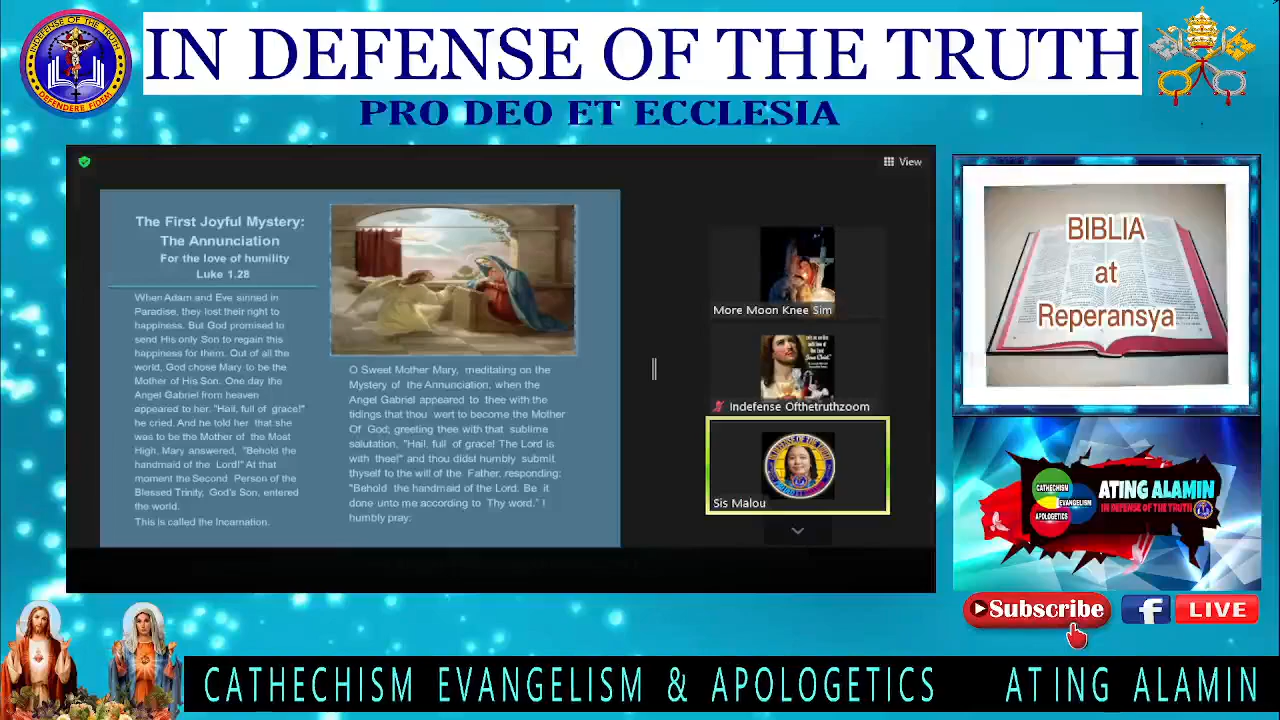 IN DEFENSE OF THE TRUTH
PRO DEO ET ECCLESIA
INDEFENSE OF THE TRUTH
DEFENDERE FIDEM
View
The First Joyful Mystery:
The Annunciation
For the love of humility
Luke 1.28
When Adam and Eve sinned in
Paradise, they lost their right to
happiness. But God promised to
send His only Son to regain this
happiness for them. Out of all the
world, God chose Mary to be the
Mother of His Son. One day the
Angel Gabriel from heaven
appeared to her. "Hail, full of grace!"
he cried. And he told her that she
was to be the Mother of the Most
High. Mary answered, "Behold the
handmaid of the Lord!" At that
moment the Second Person of the
Blessed Trinity, God's Son, entered
the world.
This is called the Incarnation.
O Sweet Mother Mary, meditating on the
Mystery of the Annunciation, when the
Angel Gabriel appeared to thee with the
tidings that thou wert to become the Mother
Of God; greeting thee with that sublime
salutation, "Hail, full of grace! The Lord is
with thee!" and thou didst humbly submit
thyself to the will of the Father, responding:
"Behold the handmaid of the Lord. Be it
done unto me according to Thy word." I
humbly pray:
More Moon Knee Sim
Indefense Ofthetruthzoom
Sis Malou
BIBLIA
at
Reperansya
CATHECHISM
EVANGELISM
APOLOGETICS
ATING ALAMIN
IN DEFENSE OF THE TRUTH
Subscribe
f
LIVE
CATHECHISM EVANGELISM & APOLOGETICS ATING ALAMIN